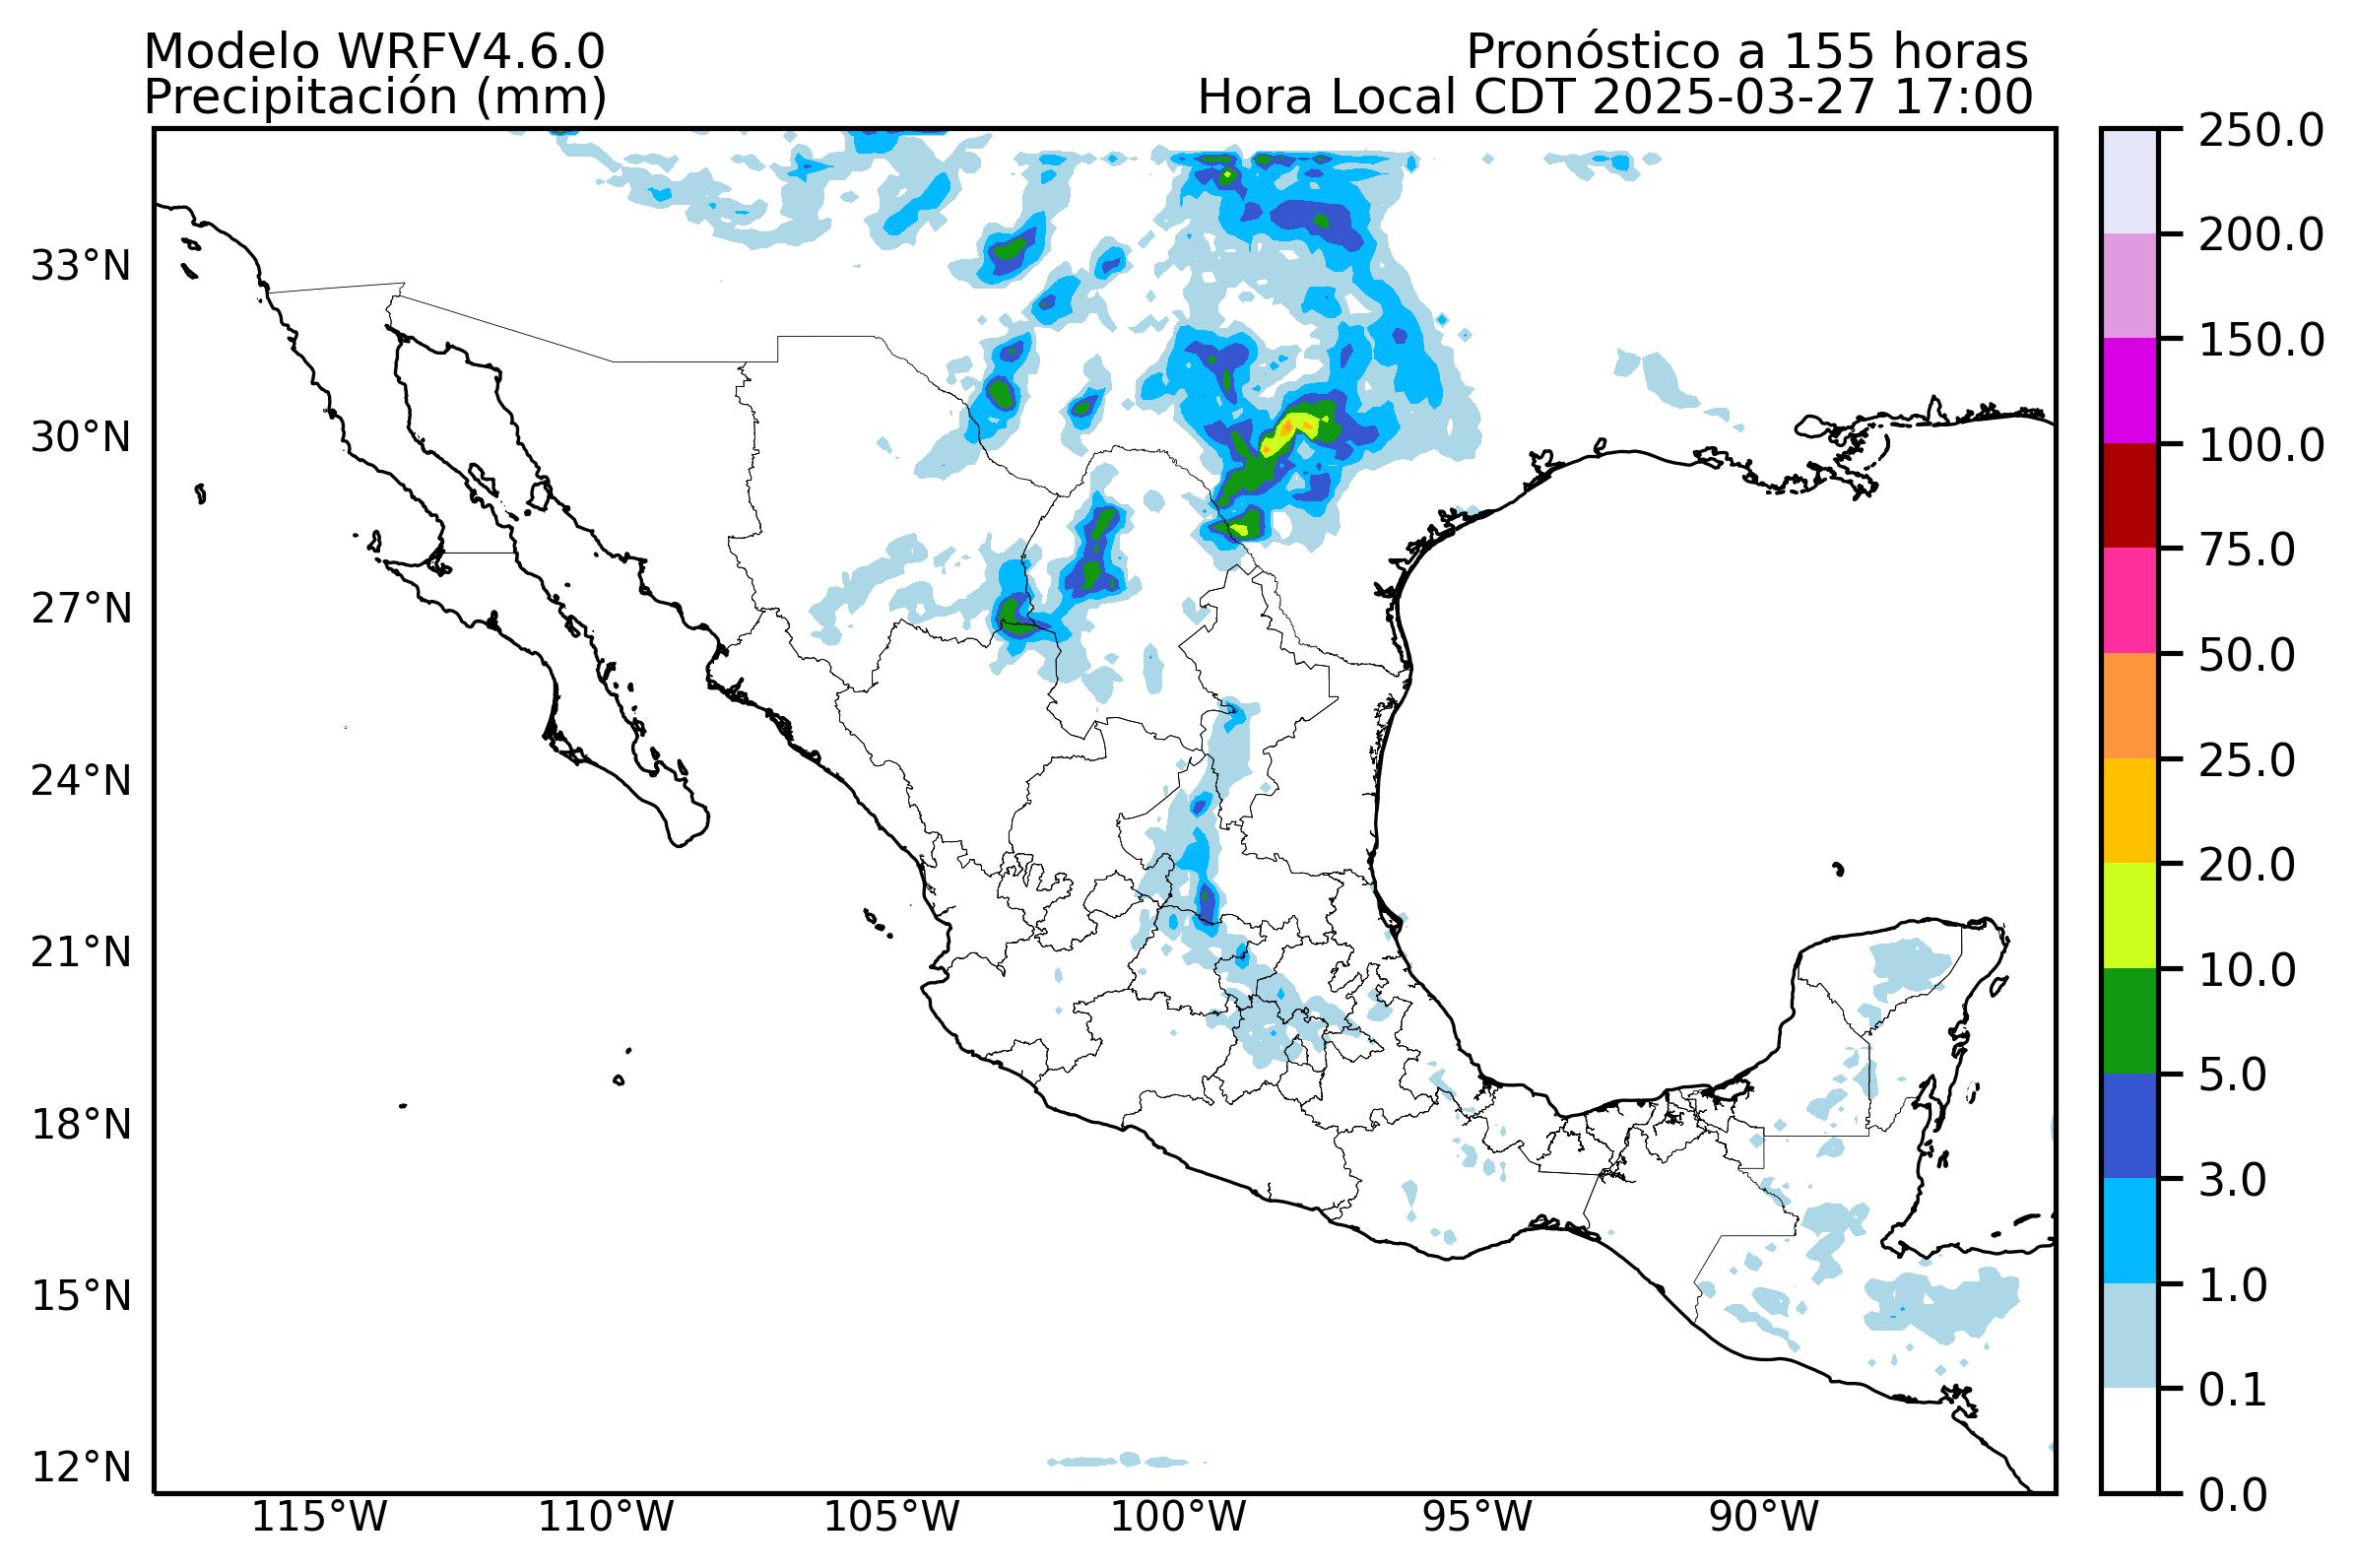 Modelo WRFV4.6.0
Pronóstico a 155 horas
Precipitación (mm)
Hora Local CDT 2025-03-27 17:00
33°N
30°N
27°N
24°N
21°N
18°N
15°N
12°N
115°W
110°W
105°W
100°W
95°W
90°W
250.0
200.0
150.0
100.0
75.0
50.0
25.0
20.0
10.0
5.0
3.0
1.0
0.1
0.0